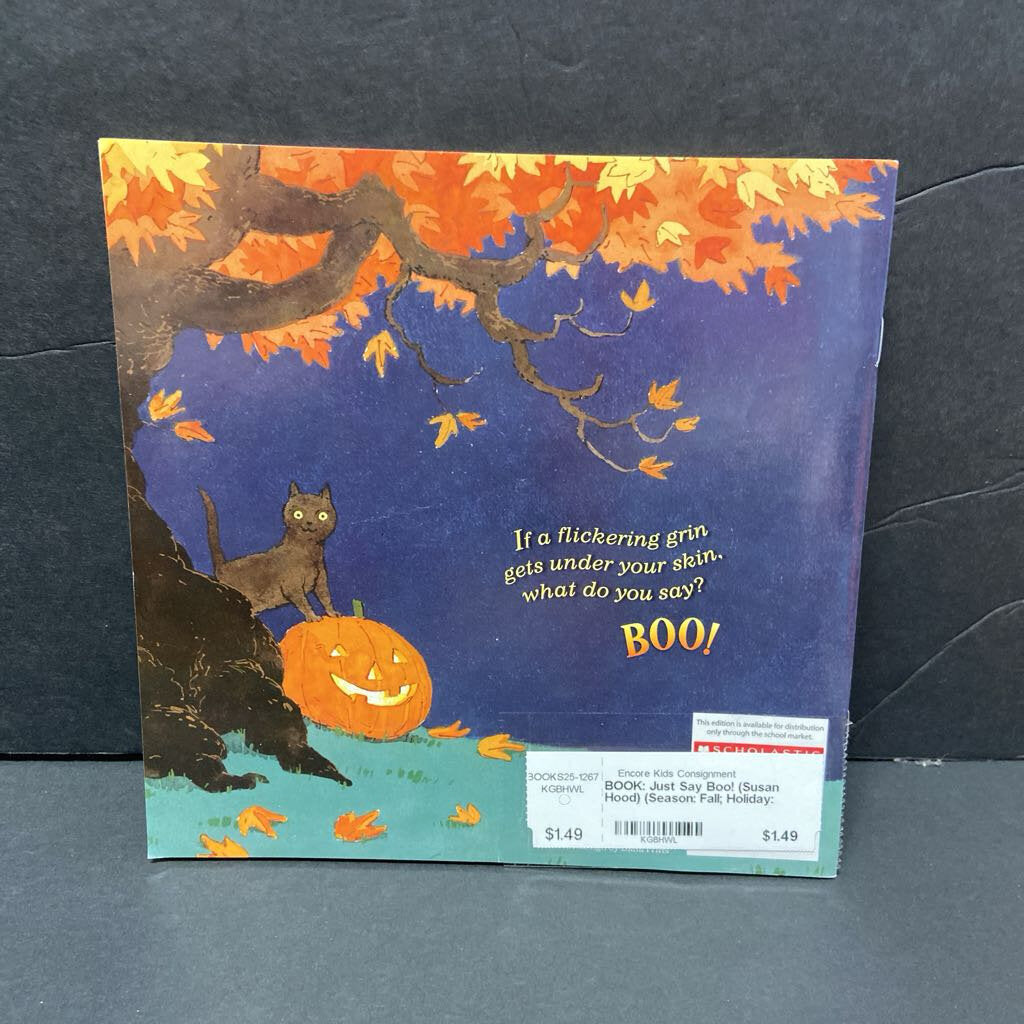 If a flickering grin
gets under your skin,
what do you say?
BOO!
This edition is available for distribution
only through the school market.
SCHOLASTIC
BOOKS25-1267
KGBHWL
$1.49
Encore Kids Consignment
BOOK: Just Say Boo! (Susan
Hood) (Season: Fall; Holiday:
KGBHWL
$1.49